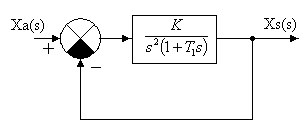 Xa(s)
Xs(s)
K
s²(1+T₁s)
+
−